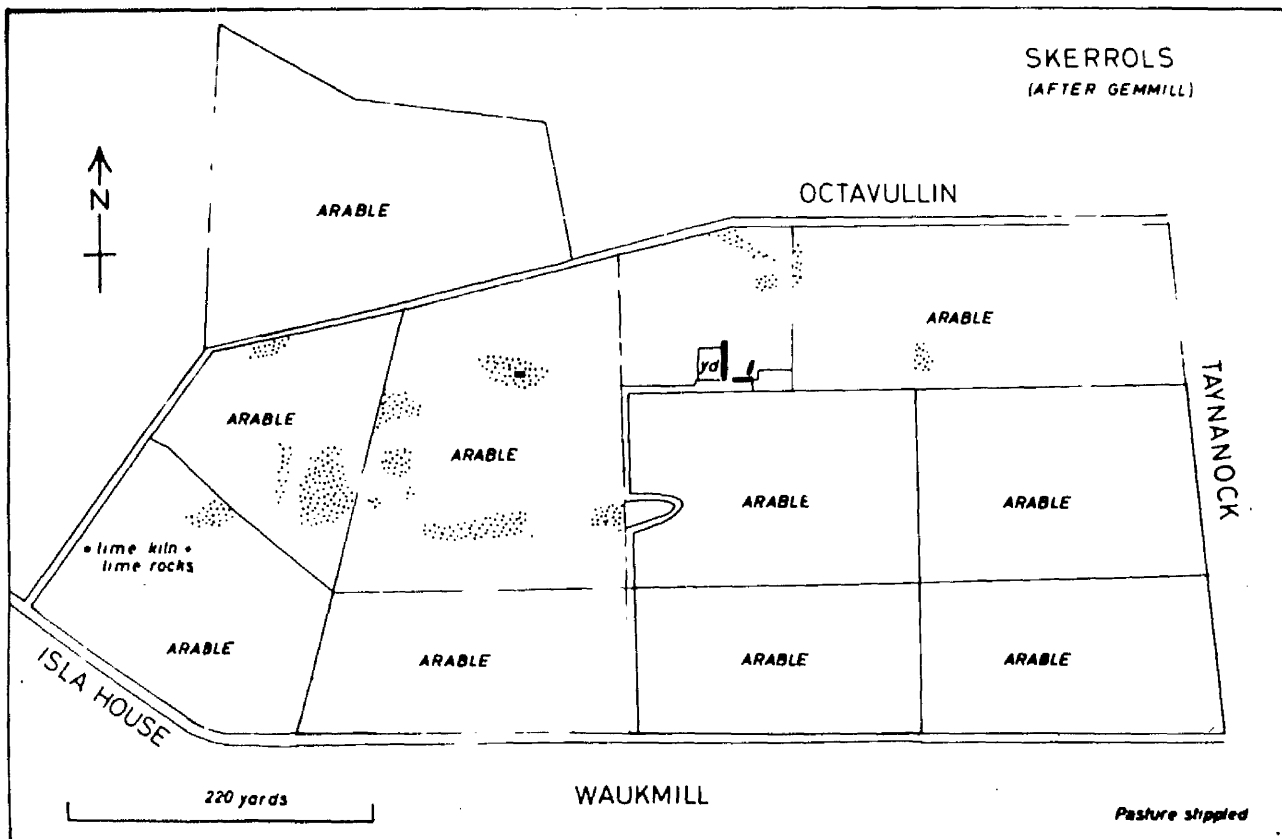 SKERROLS
(AFTER GEMMILL)
N
ARABLE
OCTAVULLIN
ARABLE
TAYNANOCK
yd
ARABLE
ARABLE
ARABLE
ARABLE
lime kiln
lime rocks
ARABLE
ARABLE
ARABLE
ARABLE
ISLA HOUSE
220 yards
WAUKMILL
Pasture stippled